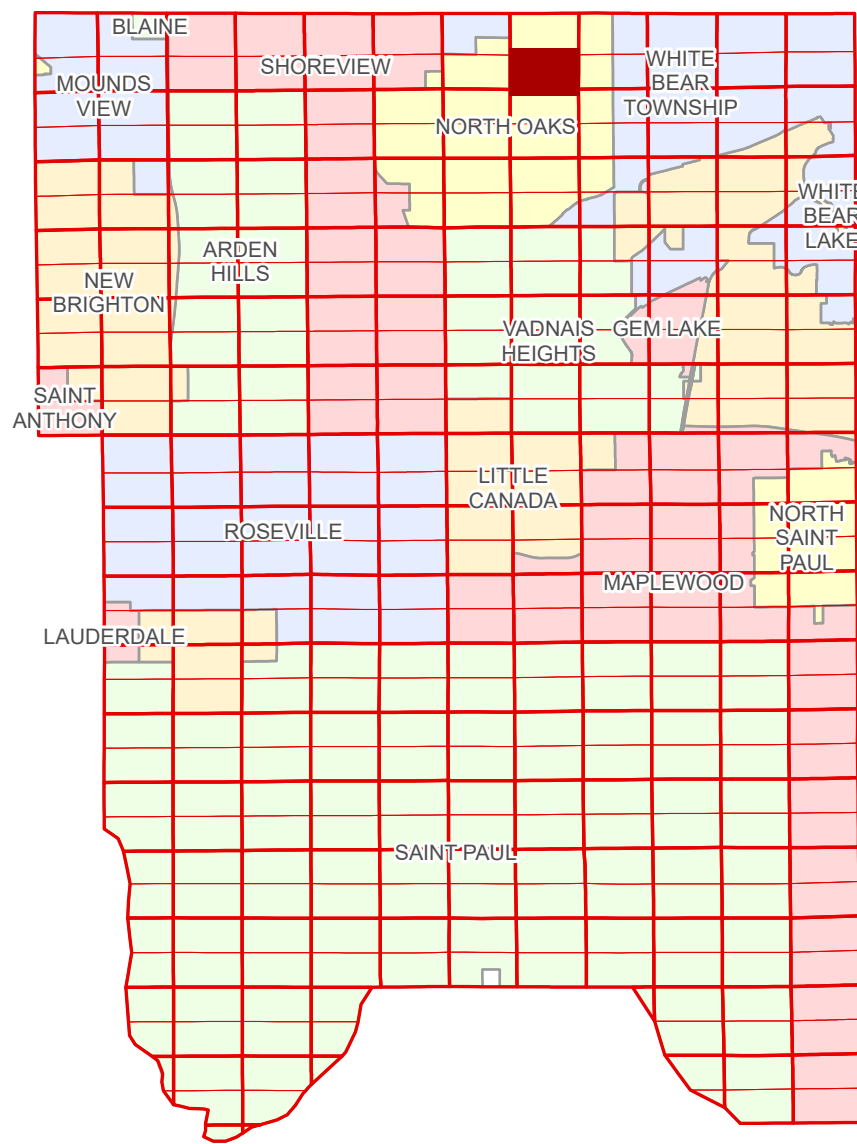 BLAINE
SHOREVIEW
WHITE
BEAR
TOWNSHIP
MOUNDS
VIEW
NORTH OAKS
WHITE
BEAR
LAKE
ARDEN
HILLS
NEW
BRIGHTON
VADNAIS
HEIGHTS
GEM LAKE
SAINT
ANTHONY
LITTLE
CANADA
ROSEVILLE
NORTH
SAINT
PAUL
MAPLEWOOD
LAUDERDALE
SAINT PAUL